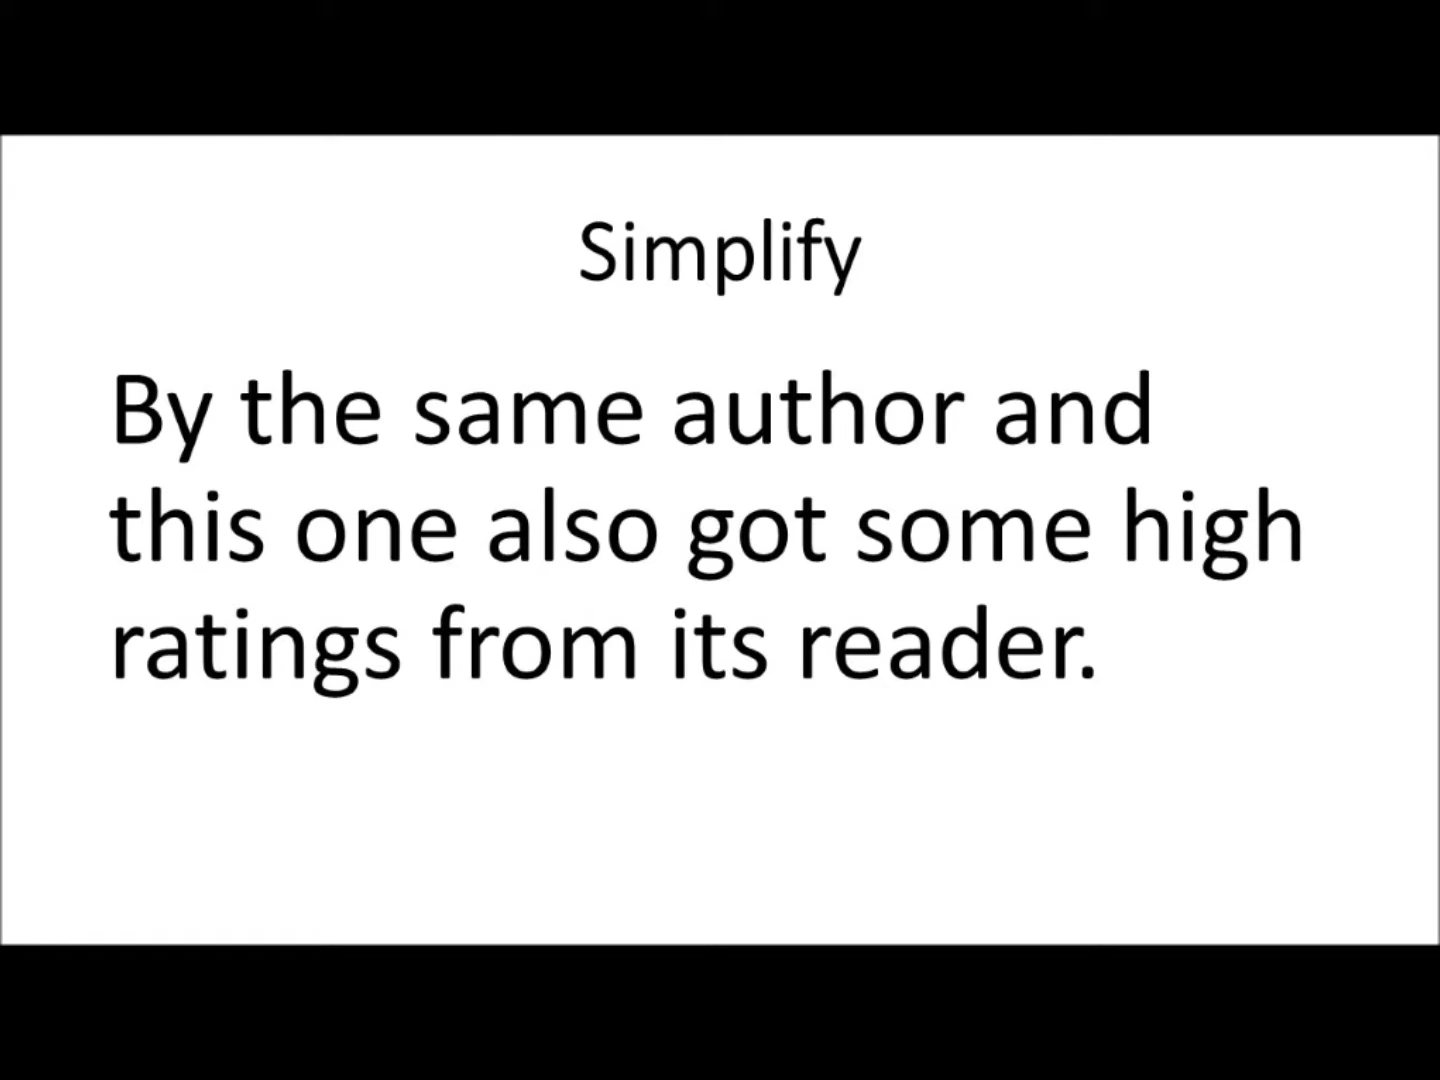 Simplify
By the same author and
this one also got some high
ratings from its reader.